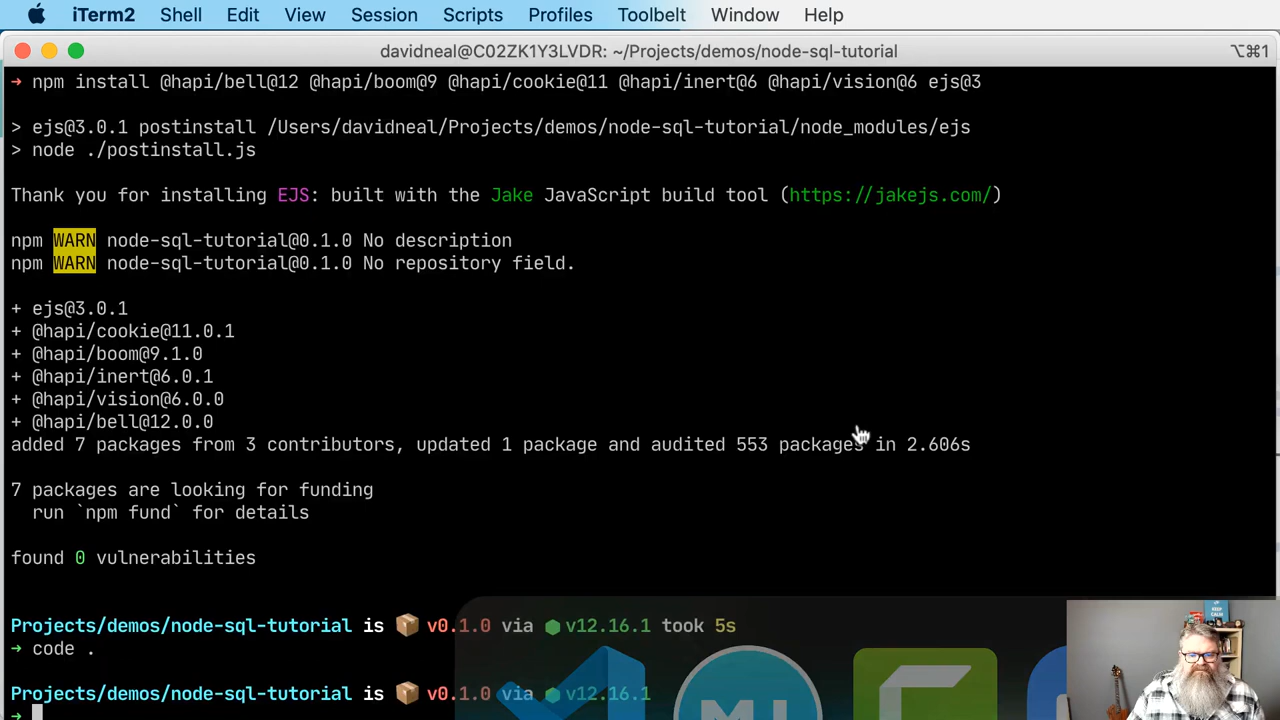 iTerm2 Shell Edit View Session Scripts Profiles Toolbelt Window Help
davidneal@C02ZK1Y3LVDR: ~/Projects/demos/node-sql-tutorial ⌥⌘1
➜ npm install @hapi/bell@12 @hapi/boom@9 @hapi/cookie@11 @hapi/inert@6 @hapi/vision@6 ejs@3
> ejs@3.0.1 postinstall /Users/davidneal/Projects/demos/node-sql-tutorial/node_modules/ejs
> node ./postinstall.js
Thank you for installing EJS: built with the Jake JavaScript build tool (https://jakejs.com/)
npm WARN node-sql-tutorial@0.1.0 No description
npm WARN node-sql-tutorial@0.1.0 No repository field.
+ ejs@3.0.1
+ @hapi/cookie@11.0.1
+ @hapi/boom@9.1.0
+ @hapi/inert@6.0.1
+ @hapi/vision@6.0.0
+ @hapi/bell@12.0.0
added 7 packages from 3 contributors, updated 1 package and audited 553 packages in 2.606s
7 packages are looking for funding
run `npm fund` for details
found 0 vulnerabilities
Projects/demos/node-sql-tutorial is 📦 v0.1.0 via ⬢ v12.16.1 took 5s
➜ code .
Projects/demos/node-sql-tutorial is 📦 v0.1.0 via ⬢ v12.16.1
➜
KEEP
CALM